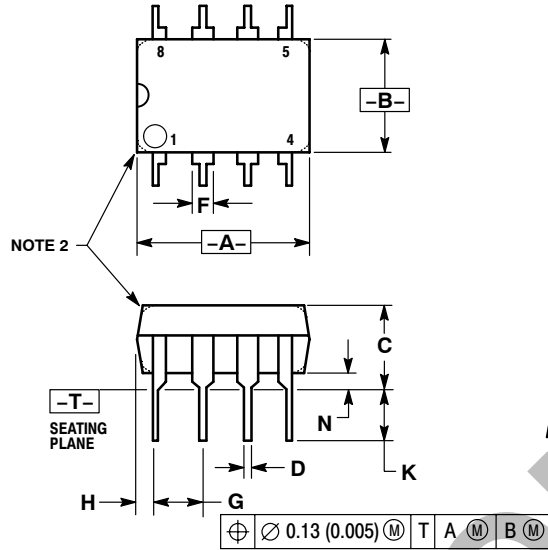 8 5
–B–
1 4
F
–A–
NOTE 2
C
–T–
N
SEATING
PLANE
D
K
H
G
⌖ ∅ 0.13 (0.005) Ⓜ T A Ⓜ B Ⓜ